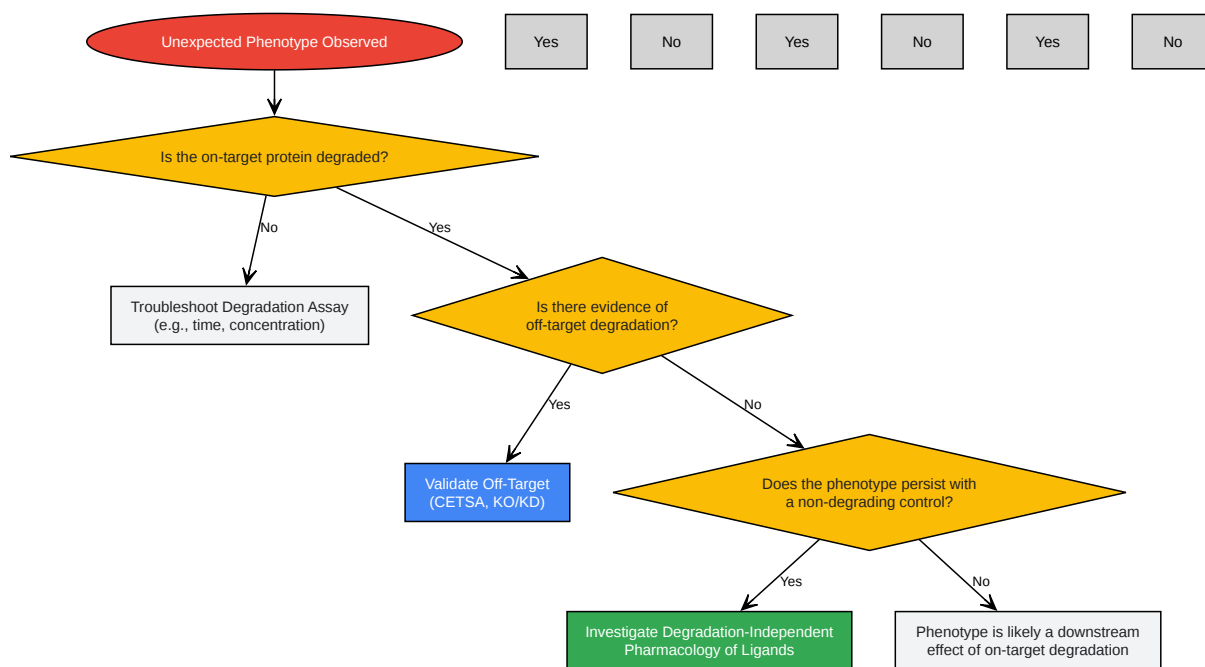 Unexpected Phenotype Observed
Yes
No
Yes
No
Yes
No
Is the on-target protein degraded?
No
Yes
Troubleshoot Degradation Assay
(e.g., time, concentration)
Is there evidence of
off-target degradation?
Yes
No
Validate Off-Target
(CETSA, KO/KD)
Does the phenotype persist with
a non-degrading control?
Yes
No
Investigate Degradation-Independent
Pharmacology of Ligands
Phenotype is likely a downstream
effect of on-target degradation